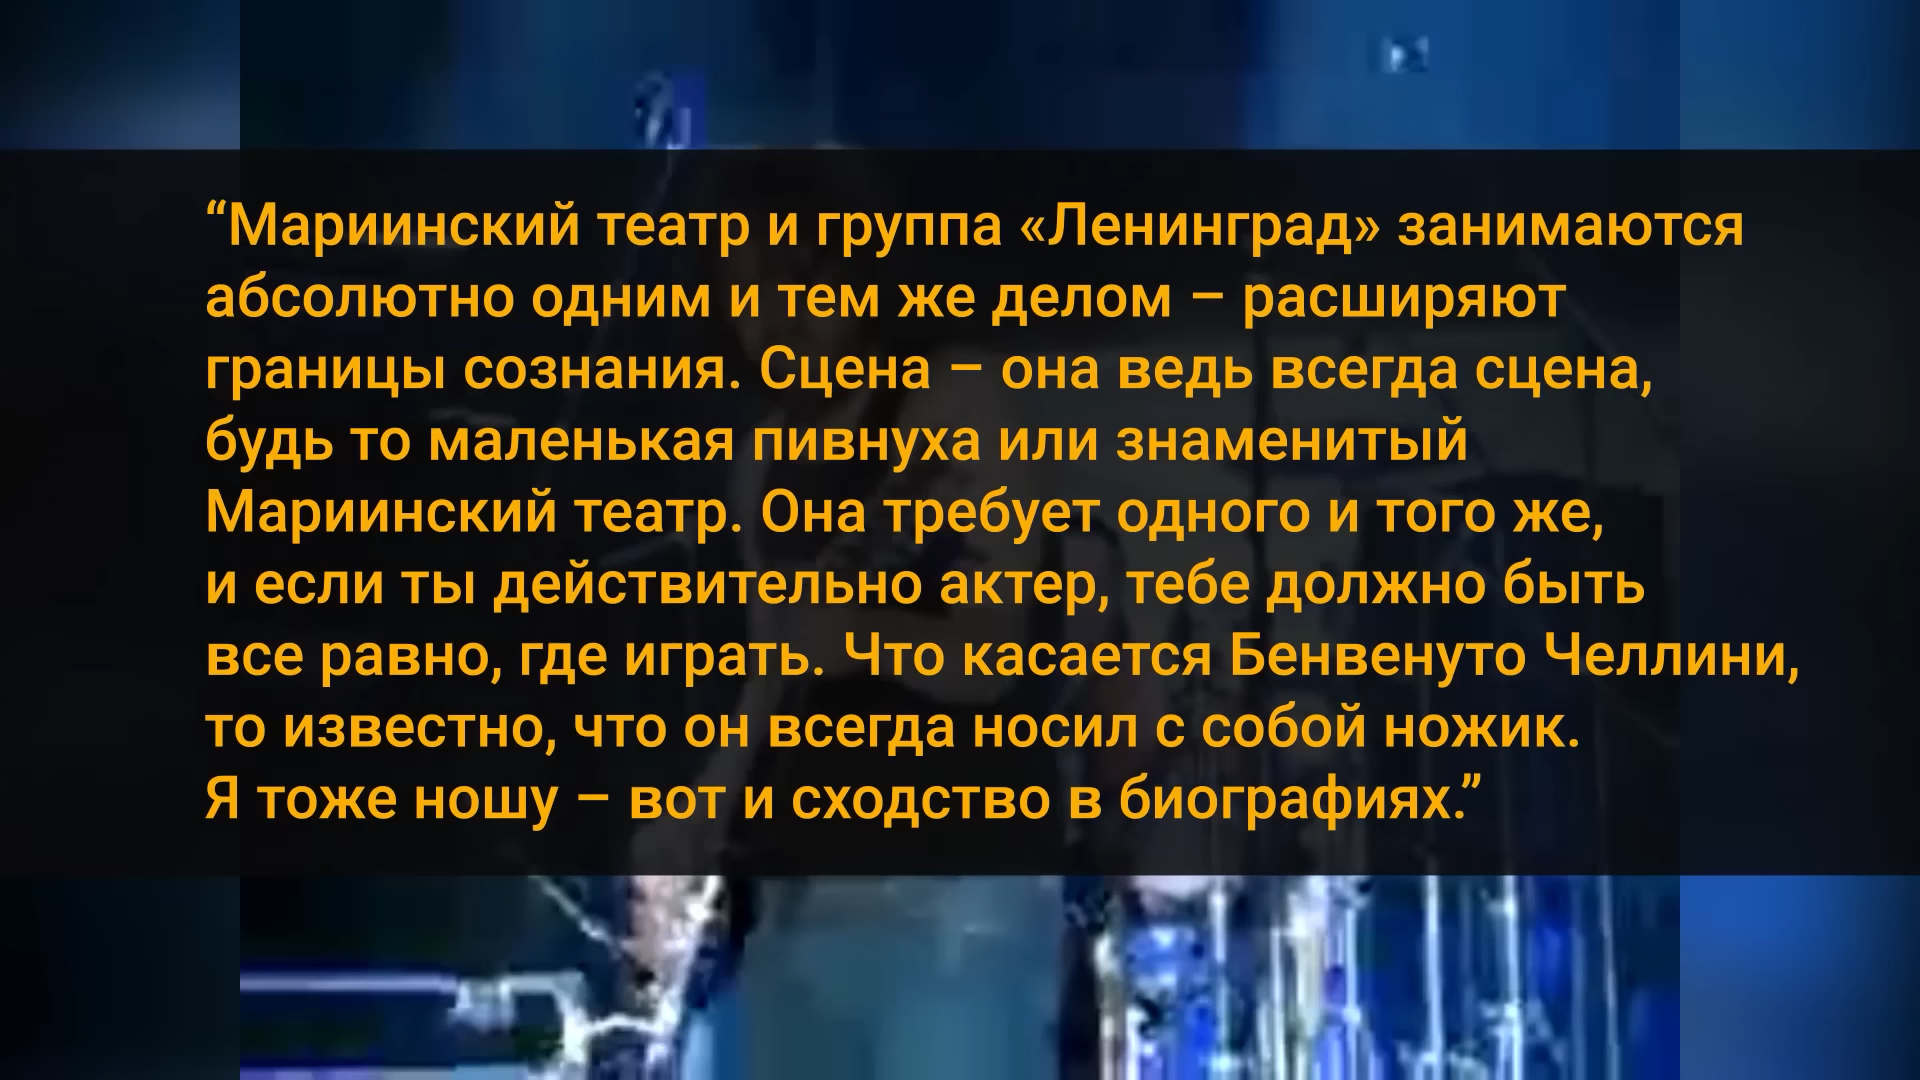 “Мариинский театр и группа «Ленинград» занимаются
абсолютно одним и тем же делом – расширяют
границы сознания. Сцена – она ведь всегда сцена,
будь то маленькая пивнуха или знаменитый
Мариинский театр. Она требует одного и того же,
и если ты действительно актер, тебе должно быть
все равно, где играть. Что касается Бенвенуто Челлини,
то известно, что он всегда носил с собой ножик.
Я тоже ношу – вот и сходство в биографиях.”